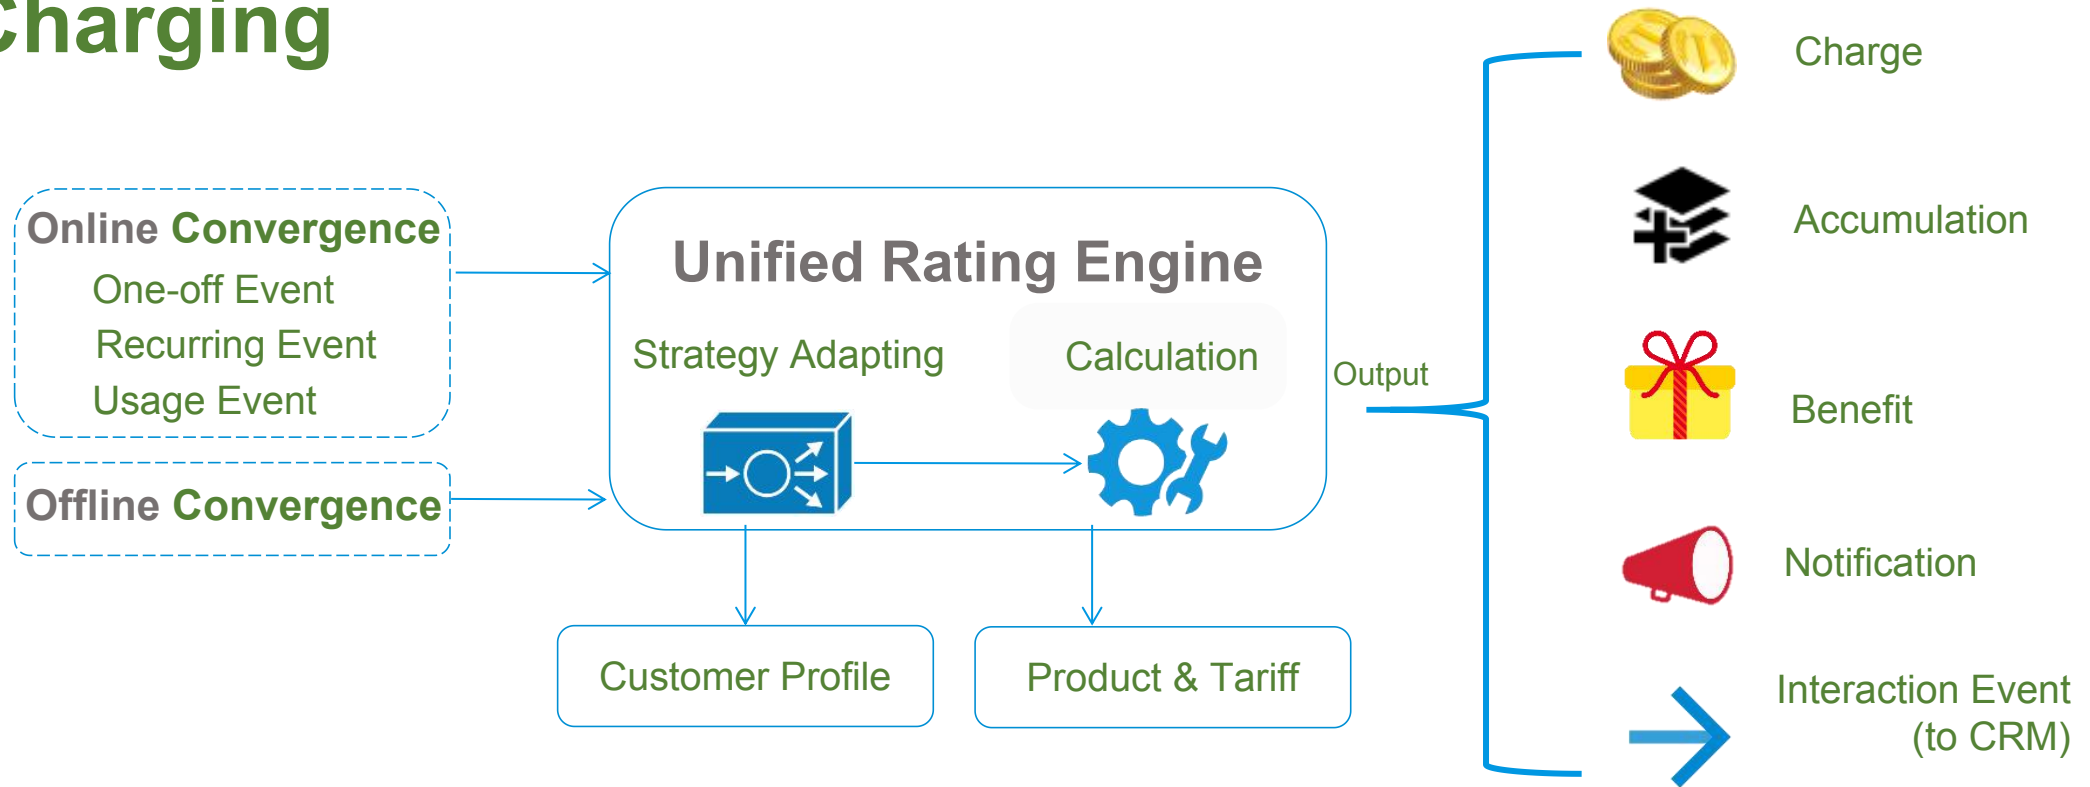 Charging
Online Convergence
One-off Event
Recurring Event
Usage Event
Offline Convergence
Unified Rating Engine
Strategy Adapting
Calculation
Customer Profile
Product & Tariff
Output
Charge
Accumulation
Benefit
Notification
Interaction Event
(to CRM)